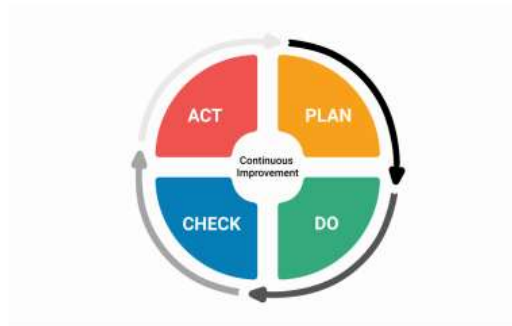 ACT
PLAN
Continuous
Improvement
CHECK
DO